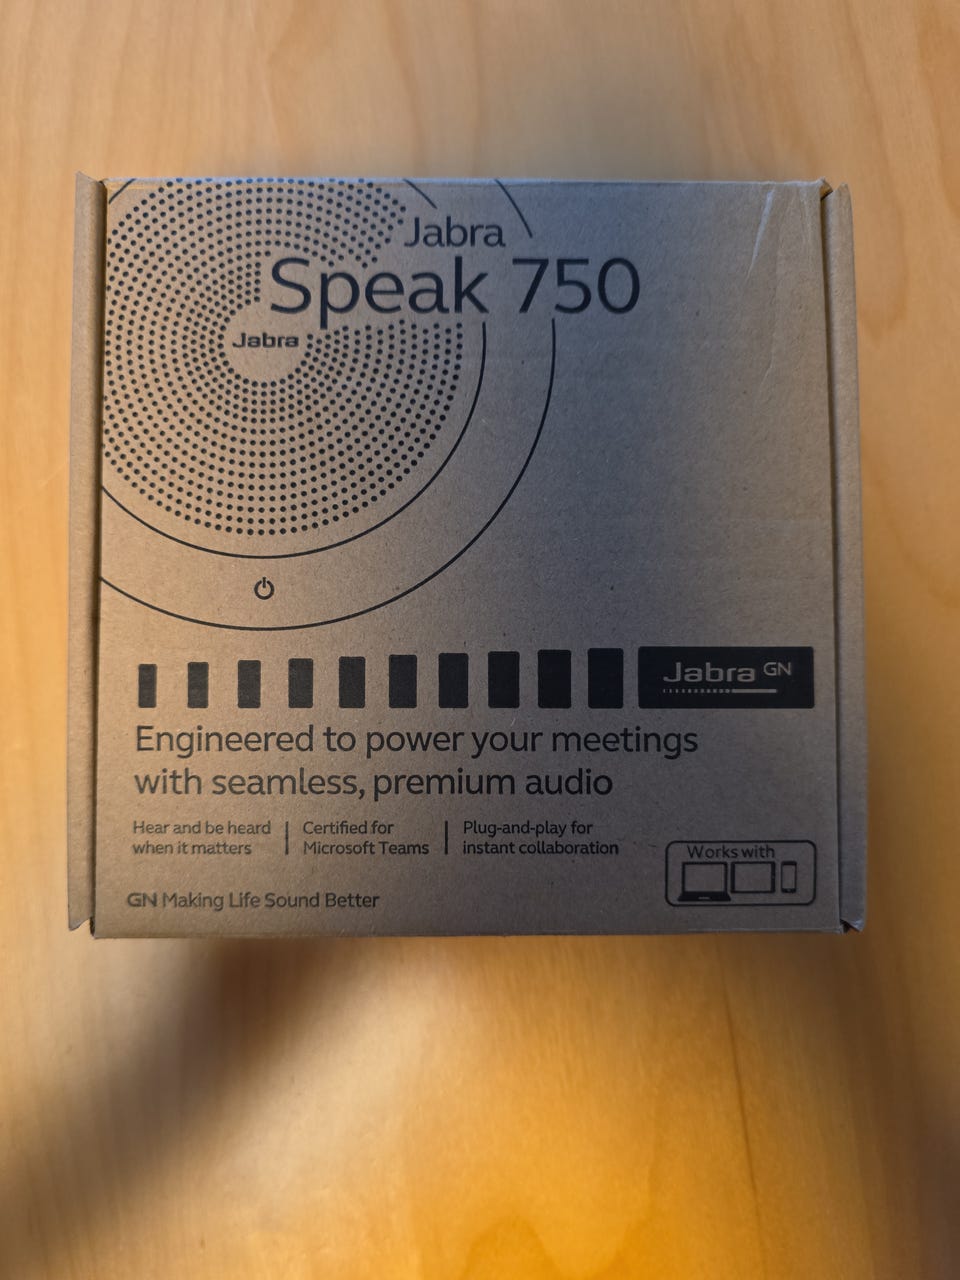 Jabra
Speak 750
Jabra
Jabra GN
Engineered to power your meetings
with seamless, premium audio
Hear and be heard
when it matters
Certified for
Microsoft Teams
Plug-and-play for
instant collaboration
Works with
GN Making Life Sound Better